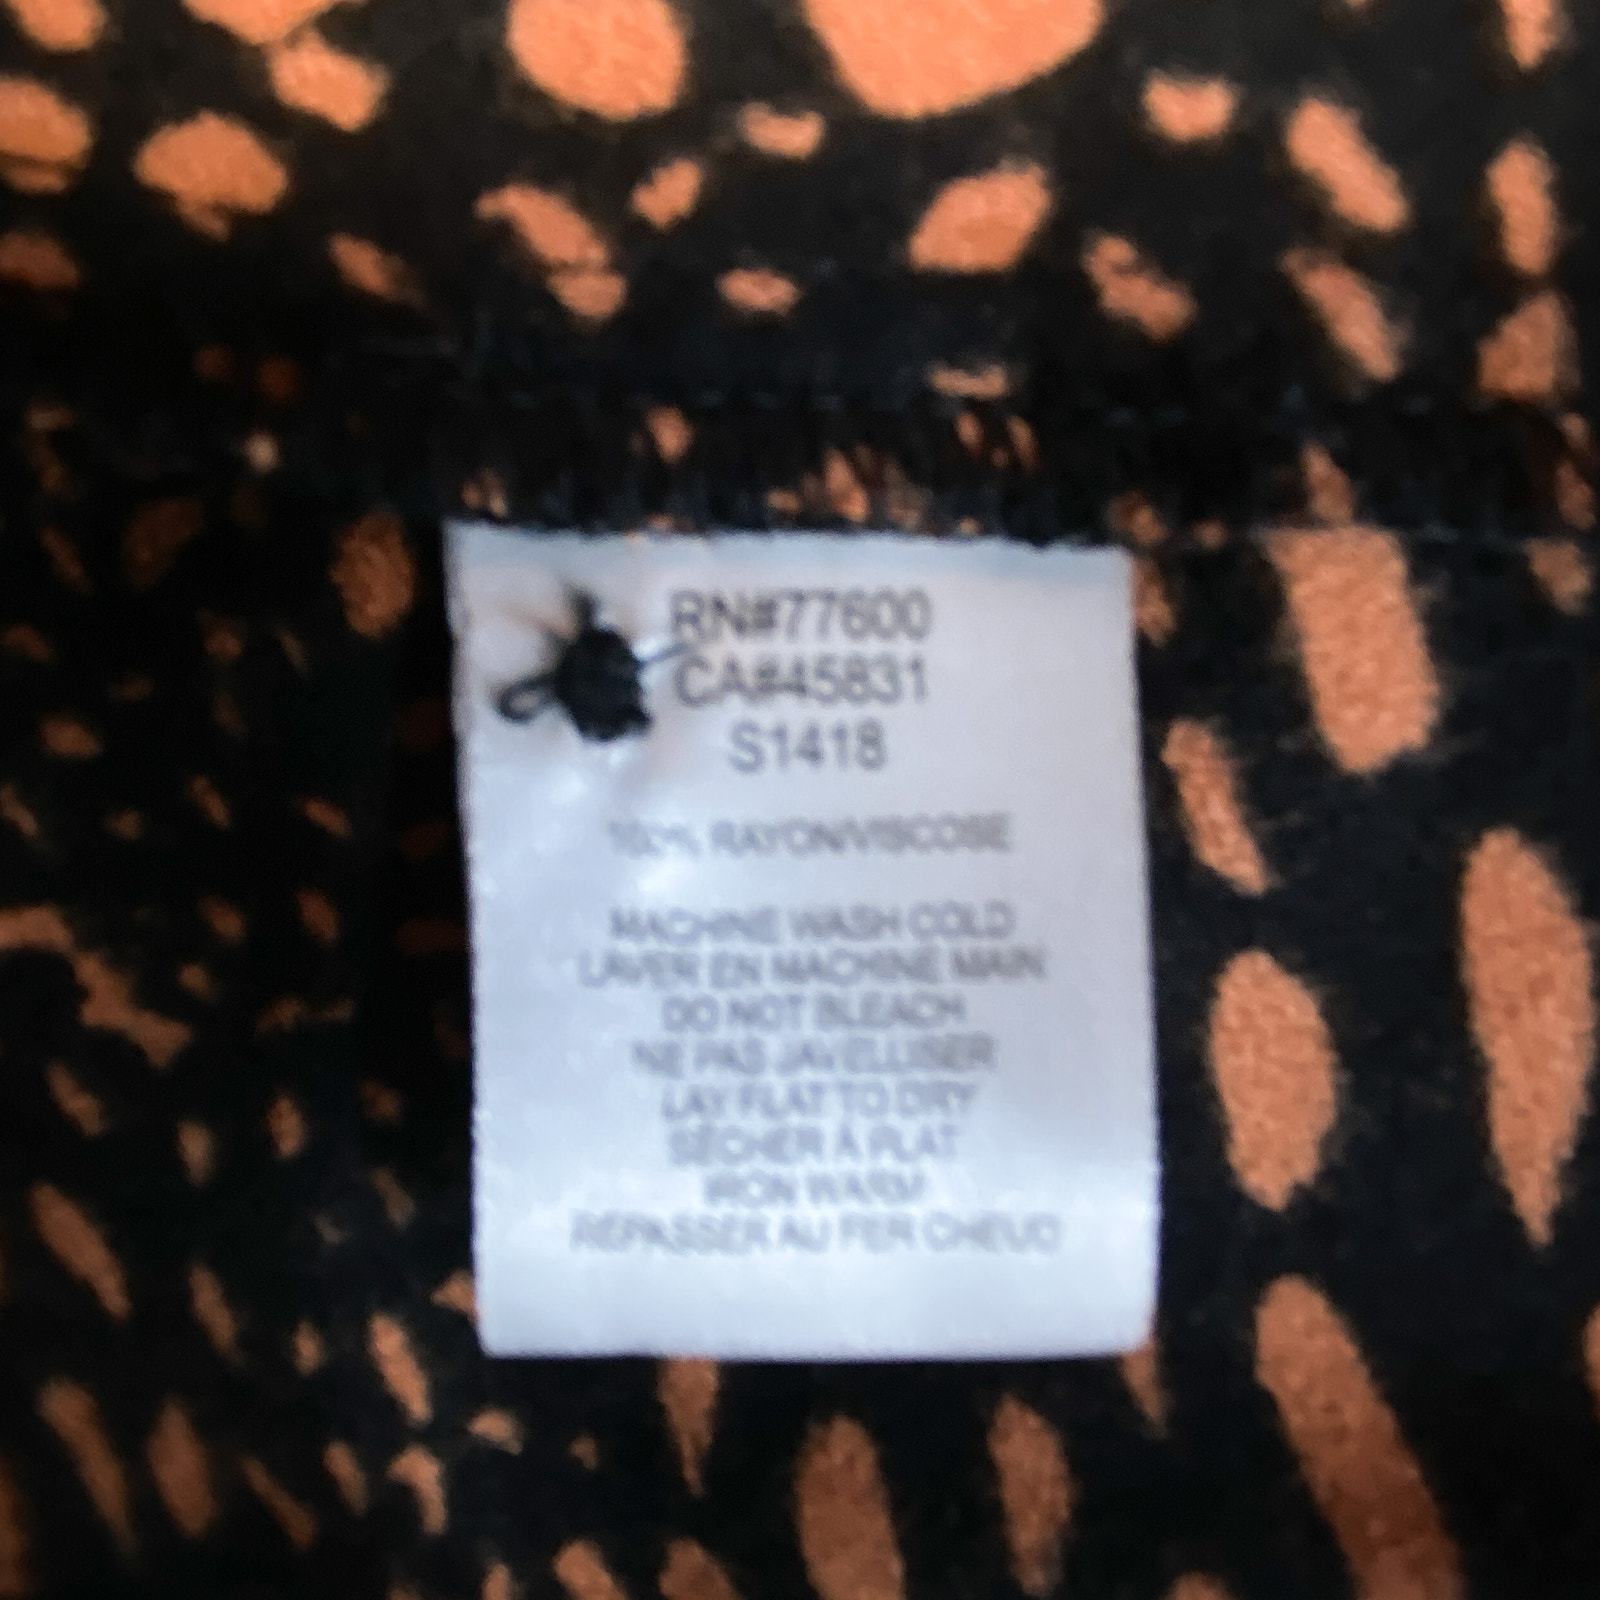 RN#77600
CA#45831
S1418
100% RAYON/VISCOSE
MACHINE WASH COLD
LAVER EN MACHINE MAIN
DO NOT BLEACH
NE PAS JAVELLISER
LAY FLAT TO DRY
SÉCHER À PLAT
IRON WARM
REPASSER AU FER CHEUD